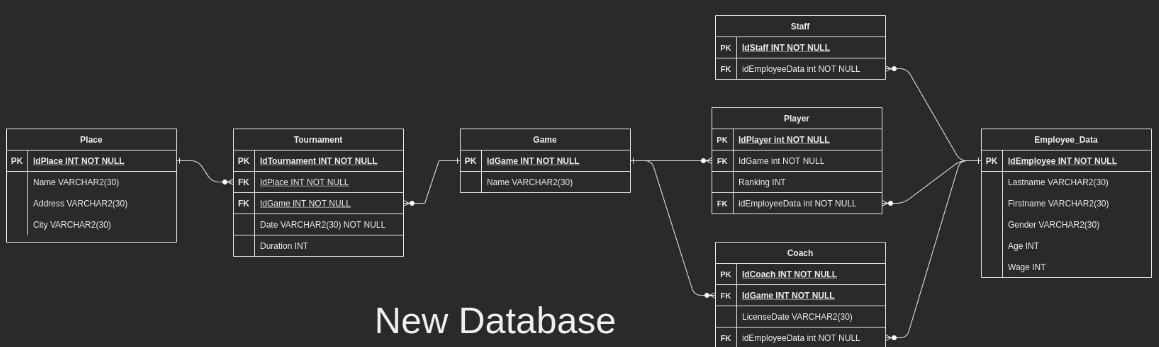 Place
PK IdPlace INT NOT NULL
Name VARCHAR2(30)
Address VARCHAR2(30)
City VARCHAR2(30)
Tournament
PK IdTournament INT NOT NULL
FK IdPlace INT NOT NULL
FK IdGame INT NOT NULL
Date VARCHAR2(30) NOT NULL
Duration INT
Game
PK IdGame INT NOT NULL
Name VARCHAR2(30)
Staff
PK IdStaff INT NOT NULL
FK idEmployeeData int NOT NULL
Player
PK IdPlayer int NOT NULL
FK IdGame int NOT NULL
Ranking INT
FK idEmployeeData int NOT NULL
Coach
PK IdCoach INT NOT NULL
FK IdGame INT NOT NULL
LicenseDate VARCHAR2(30)
FK idEmployeeData int NOT NULL
Employee_Data
PK IdEmployee INT NOT NULL
Lastname VARCHAR2(30)
Firstname VARCHAR2(30)
Gender VARCHAR2(30)
Age INT
Wage INT
New Database